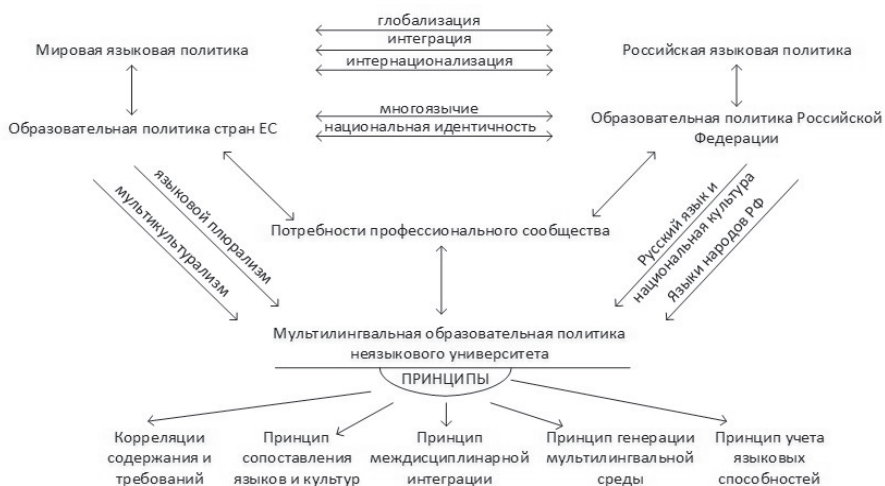 глобализация
Мировая языковая политика
интеграция
Российская языковая политика
интернационализация
многоязычие
Образовательная политика стран ЕС
национальная идентичность
Образовательная политика Российской
Федерации
языковой плюрализм
мультикультурализм
Потребности профессионального сообщества
Русский язык и
национальная культура
Языки народов РФ
Мультилингвальная образовательная политика
неязыкового университета
ПРИНЦИПЫ
Корреляции
содержания и
требований
Принцип
сопоставления
языков и культур
Принцип
междисциплинарной
интеграции
Принцип генерации
мультилингвальной
среды
Принцип учета
языковых
способностей